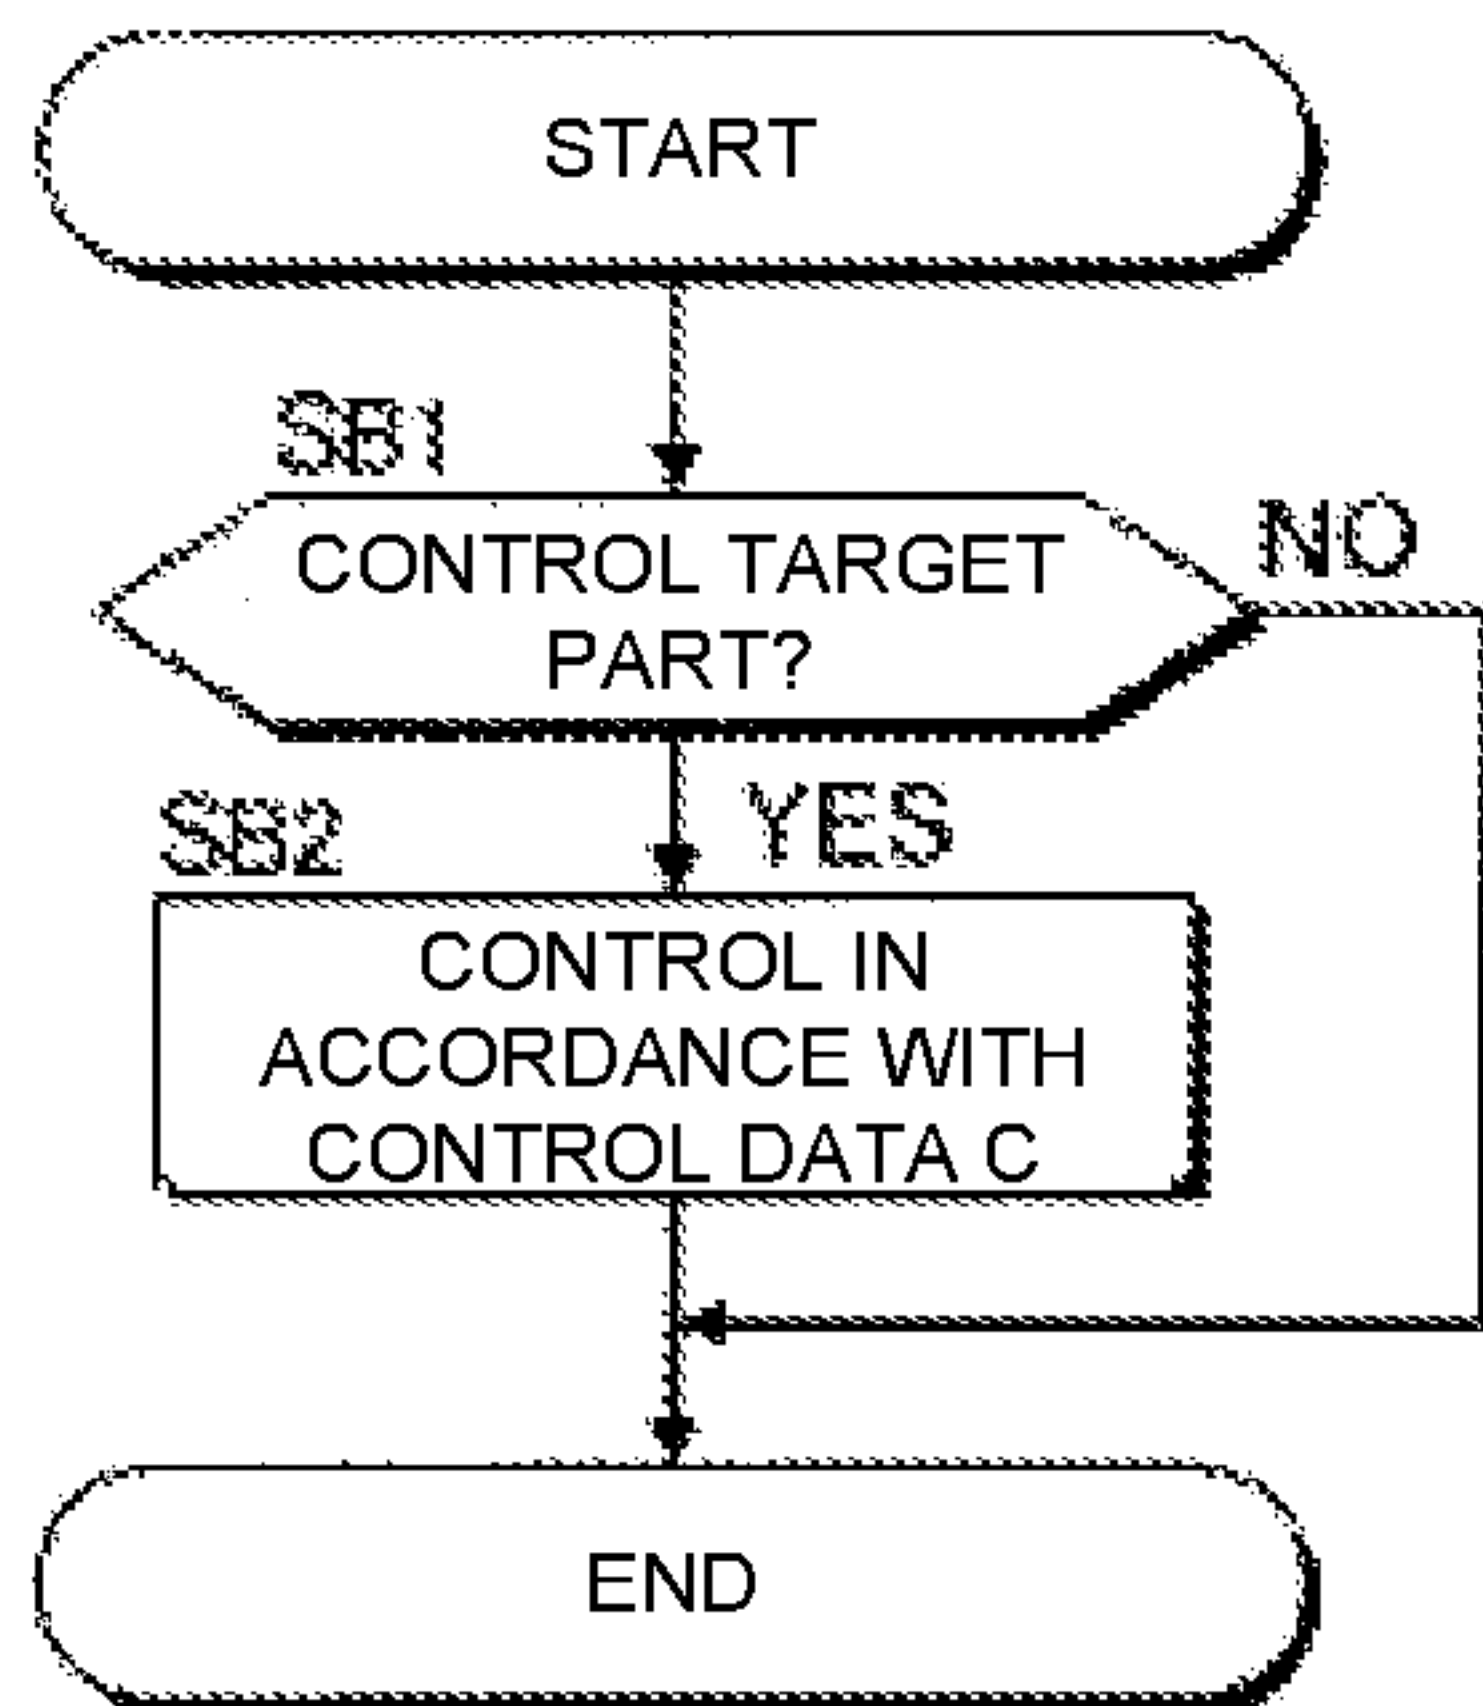 START
SB1
CONTROL TARGET
PART?
NO
SB2
YES
CONTROL IN
ACCORDANCE WITH
CONTROL DATA C
END